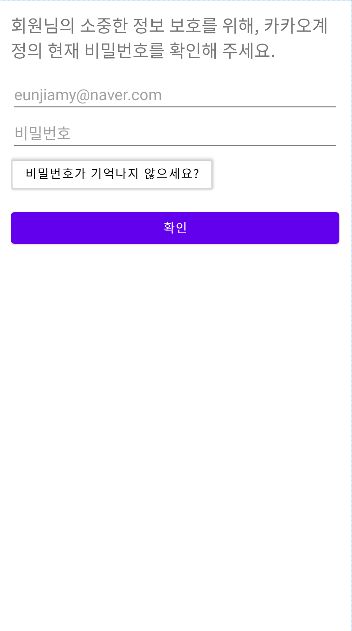 회원님의 소중한 정보 보호를 위해, 카카오계
정의 현재 비밀번호를 확인해 주세요.
eunjiamy@naver.com
비밀번호
비밀번호가 기억나지 않으세요?
확인